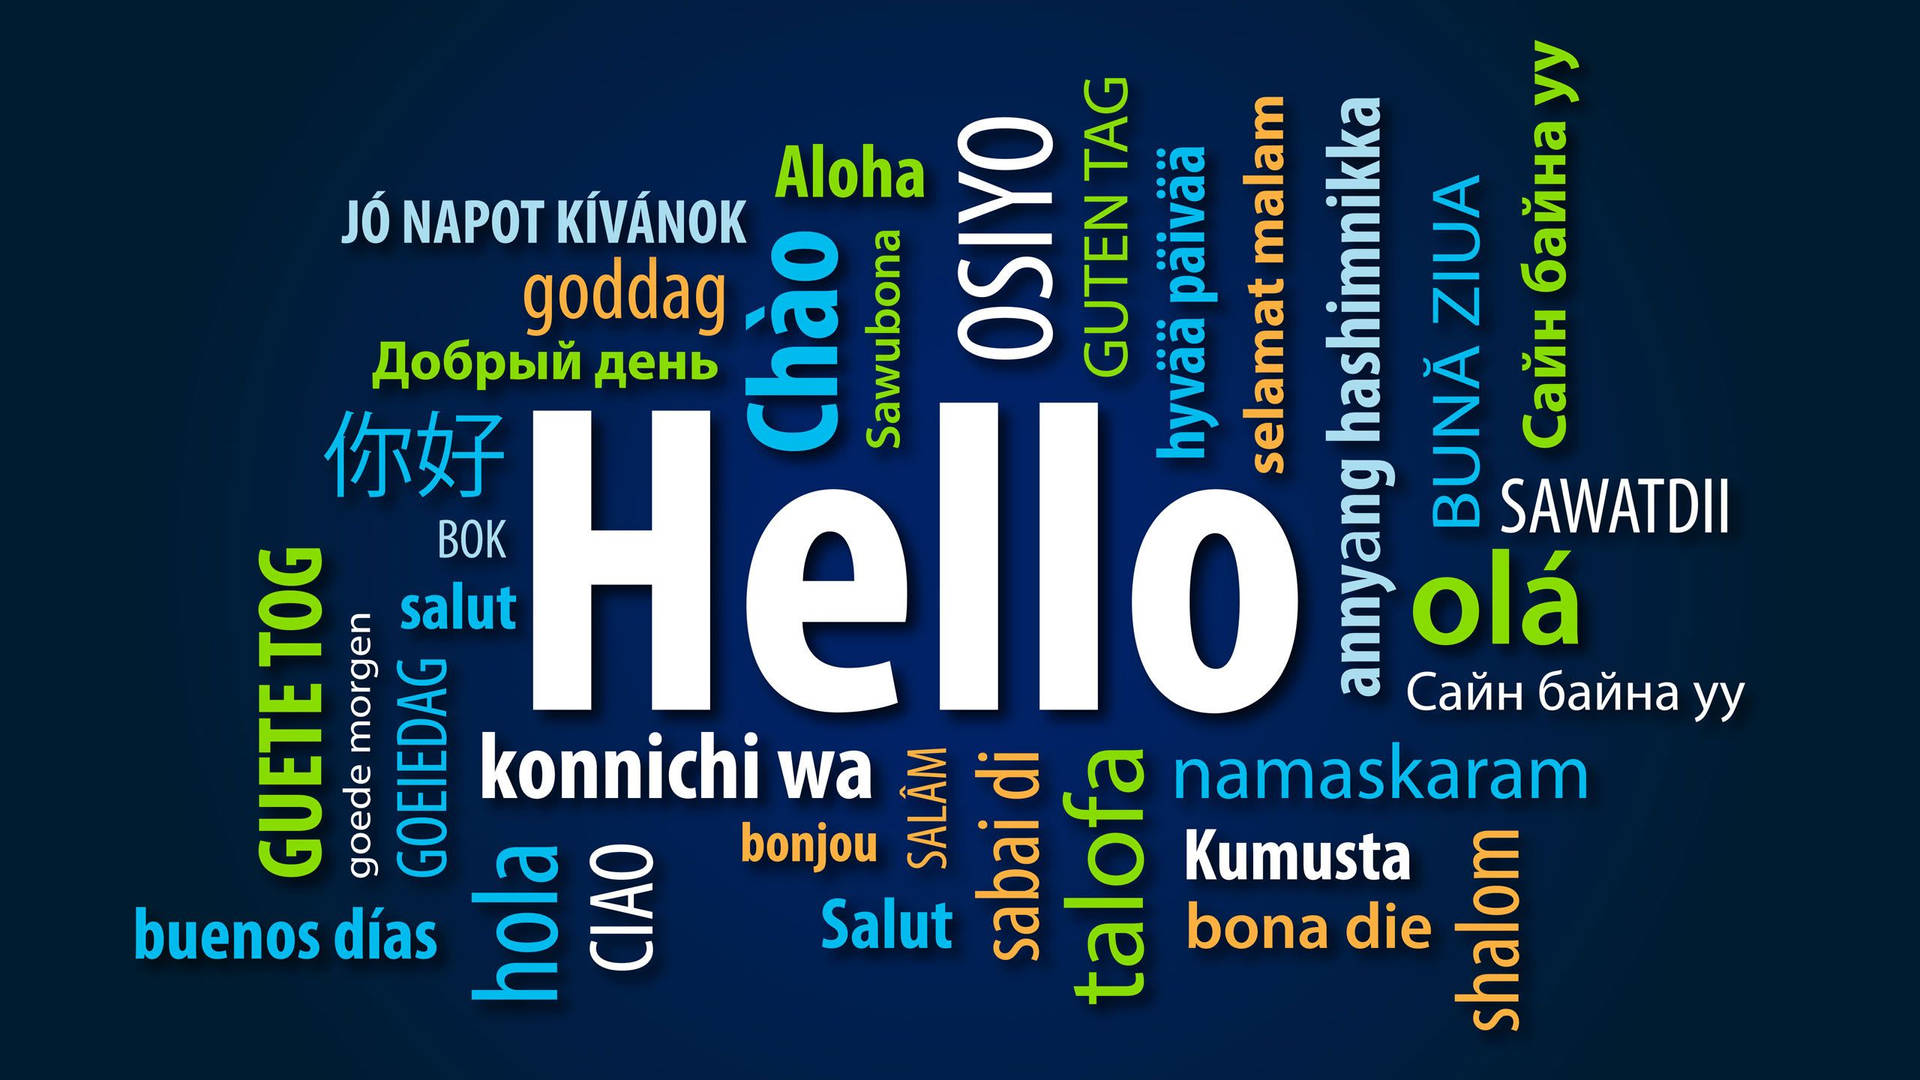 Aloha
JÓ NAPOT KÍVÁNOK
goddag
Добрый день
Chào
Sawubona
OSIYO
GUTEN TAG
hyvää päivää
selamat malam
annyang hashimnikka
BUNĂ ZIUA
Сайн байна уу
你好
BOK
salut
Hello
SAWATDII
olá
Сайн байна уу
GUETE TOG
goede morgen
GOEIEDAG
konnichi wa
bonjou
SALÂM
sabai di
talofa
namaskaram
Kumusta
bona die
shalom
buenos días
hola
CIAO
Salut